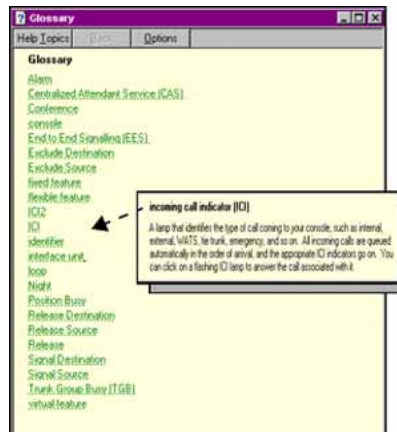 Glossary
Help Topics Back Options
Glossary
Alarm
Centralized Attendant Service (CAS)
Conference
console
End to End Signalling (EES)
Exclude Destination
Exclude Source
fixed feature
flexible feature
ICI2
ICI
identifier
interface unit
loop
Night
Position Busy
Release Destination
Release Source
Release
Signal Destination
Signal Source
Trunk Group Busy (TGB)
virtual feature
incoming call indicator (ICI)
A lamp that identifies the type of call coming to your console, such as internal,
external, WATS, tie trunk, emergency, and so on. All incoming calls are queued
automatically in the order of arrival, and the appropriate ICI indicators go on. You
can click on a flashing ICI lamp to answer the call associated with it.